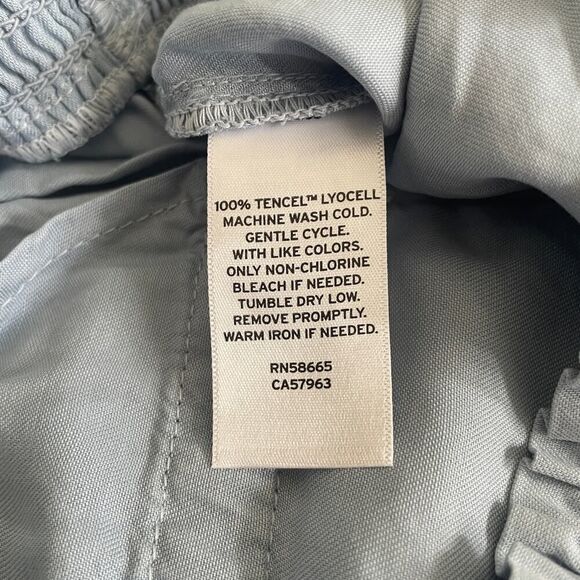 100% TENCEL™ LYOCELL
MACHINE WASH COLD.
GENTLE CYCLE.
WITH LIKE COLORS.
ONLY NON-CHLORINE
BLEACH IF NEEDED.
TUMBLE DRY LOW.
REMOVE PROMPTLY.
WARM IRON IF NEEDED.
RN58665
CA57963